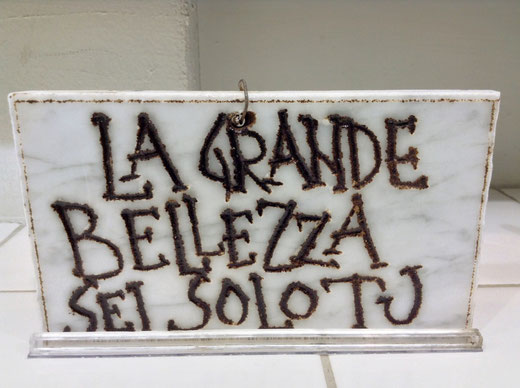 LA GRANDE
BELLEZZA
SEI SOLO TU